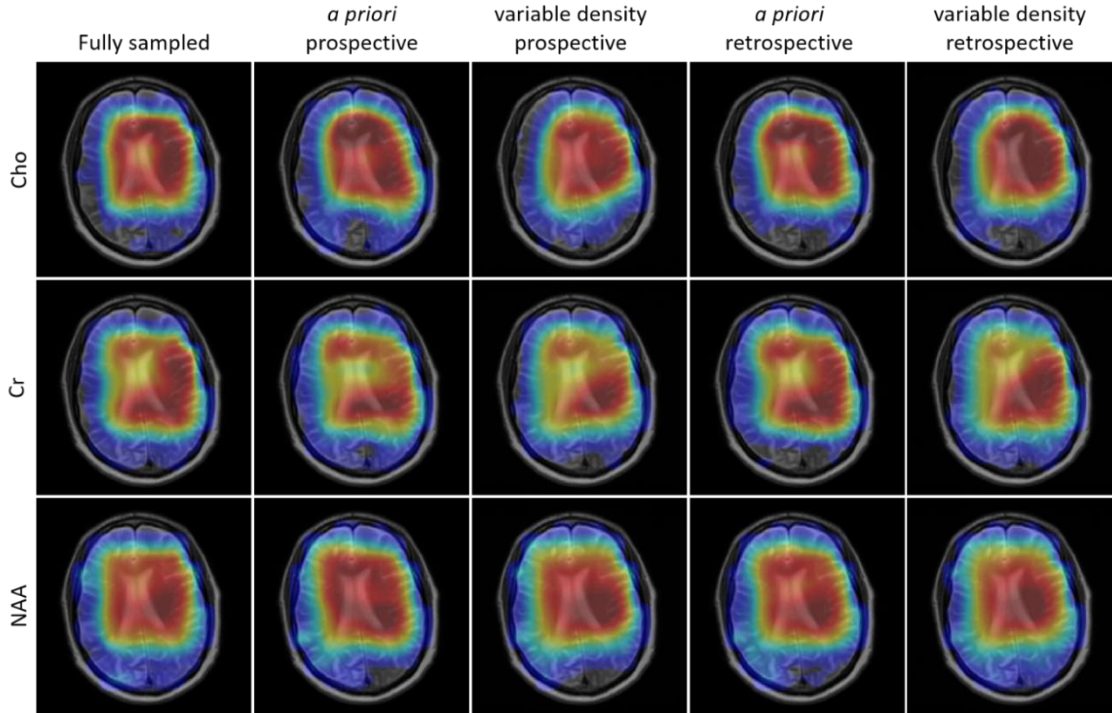 Fully sampled
a priori
prospective
variable density
prospective
a priori
retrospective
variable density
retrospective
Cho
Cr
NAA